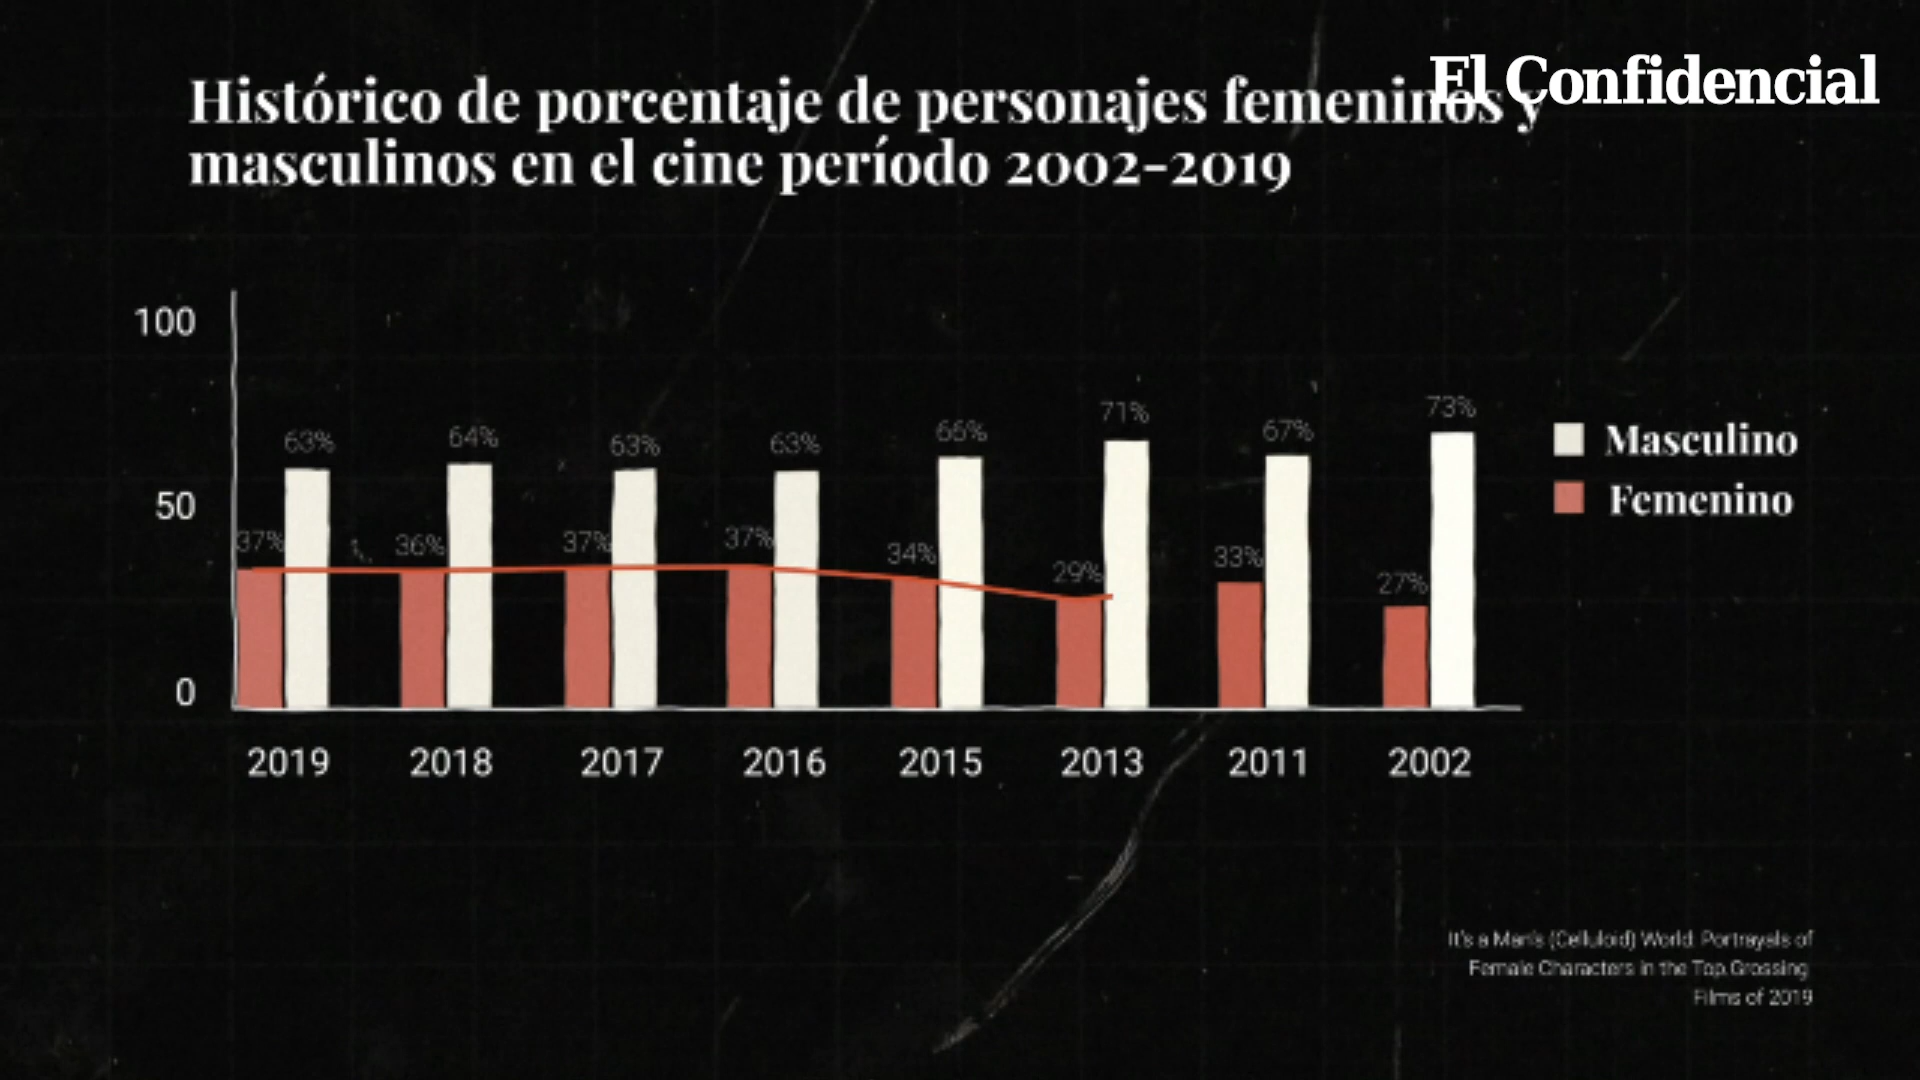 El Confidencial
Histórico de porcentaje de personajes femeninos y
masculinos en el cine período 2002-2019
100
50
0
37% 63% 36% 64% 37% 63% 37% 63% 34% 66% 29% 71% 33% 67% 27% 73%
Masculino
Femenino
2019 2018 2017 2016 2015 2013 2011 2002
It's a Man's (Celluloid) World: Portrayals of
Female Characters in the Top Grossing
Films of 2019